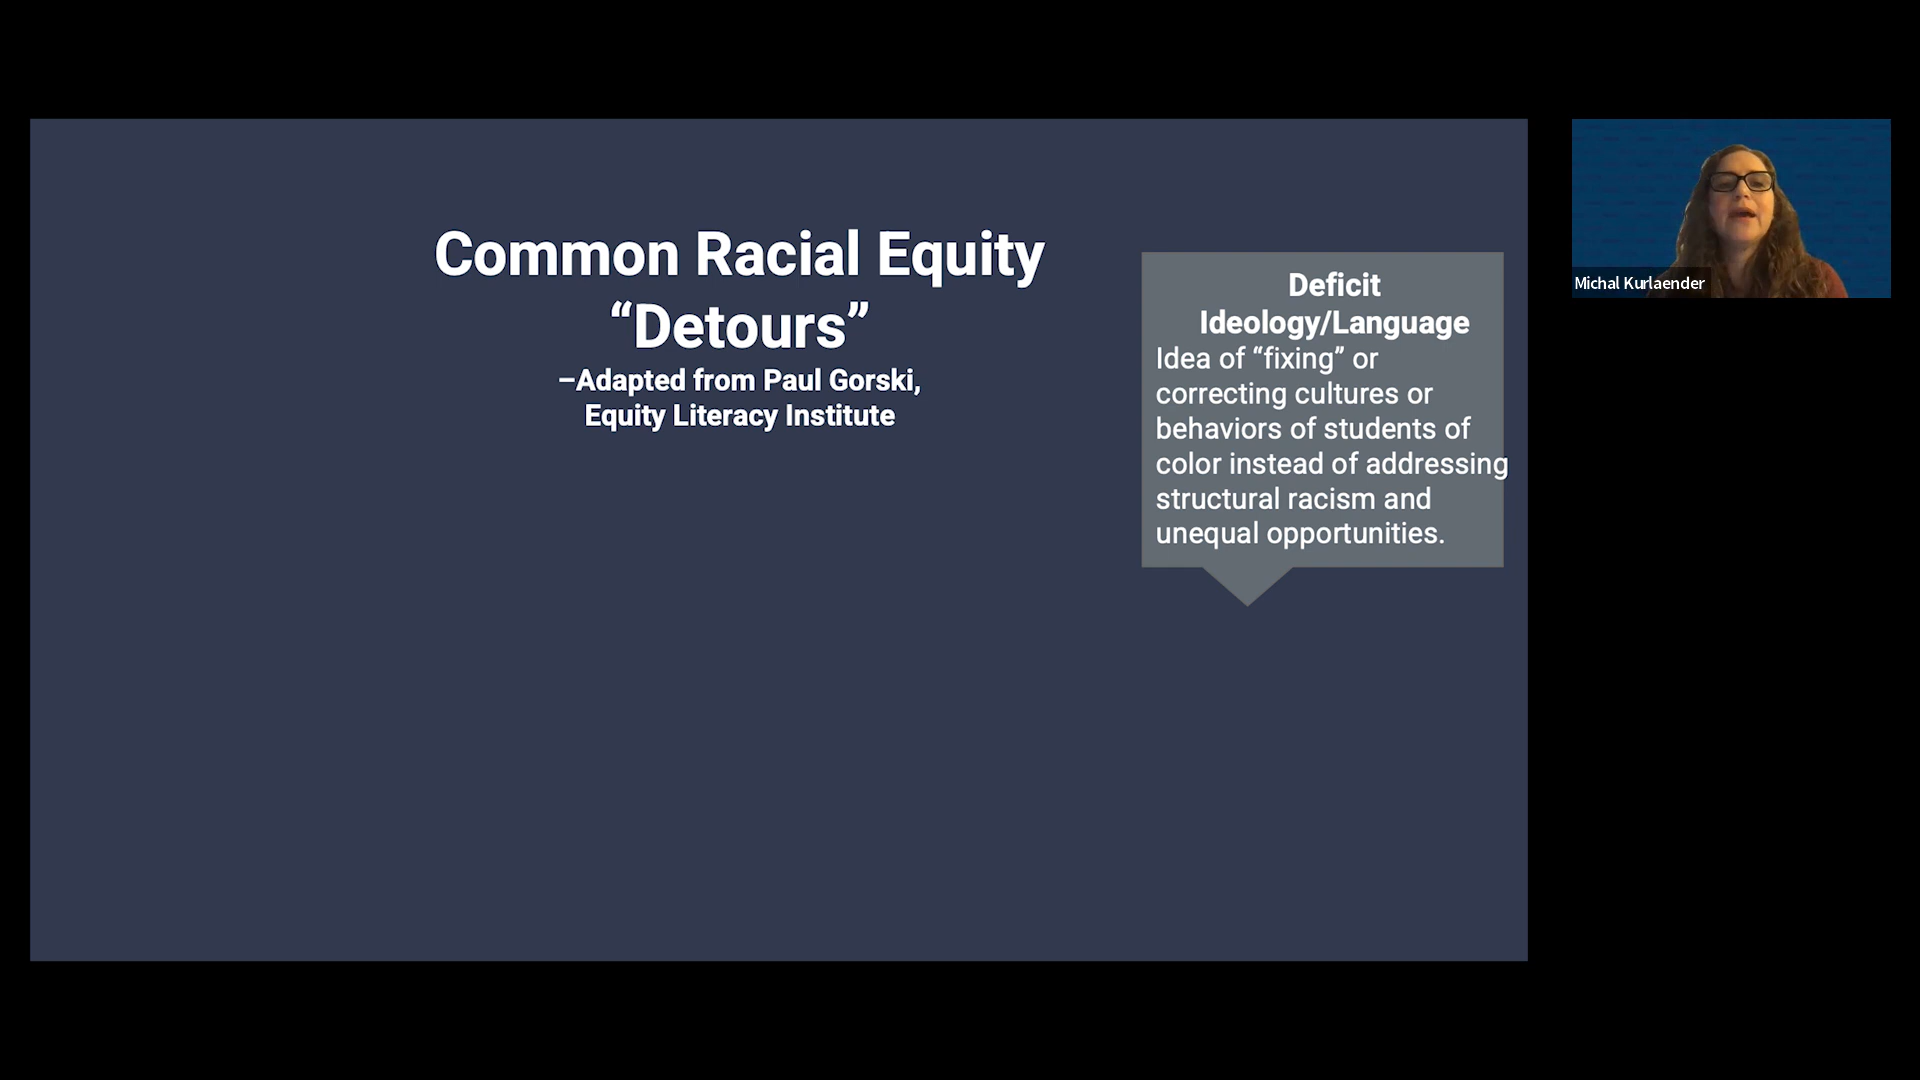 Common Racial Equity
“Detours”
–Adapted from Paul Gorski,
Equity Literacy Institute
Deficit
Ideology/Language
Idea of “fixing” or
correcting cultures or
behaviors of students of
color instead of addressing
structural racism and
unequal opportunities.
Michal Kurlaender